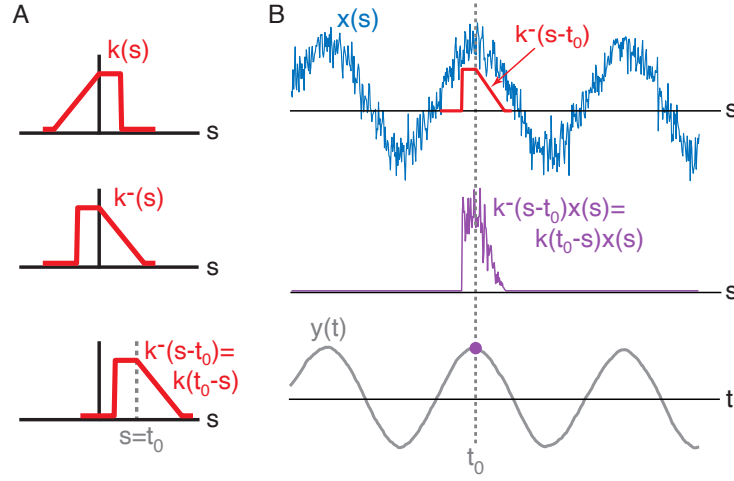 A
k(s)
s
k⁻(s)
s
k⁻(s-t₀)=
k(t₀-s)
s
s=t₀
B
x(s)
k⁻(s-t₀)
s
k⁻(s-t₀)x(s)=
k(t₀-s)x(s)
s
y(t)
t
t₀